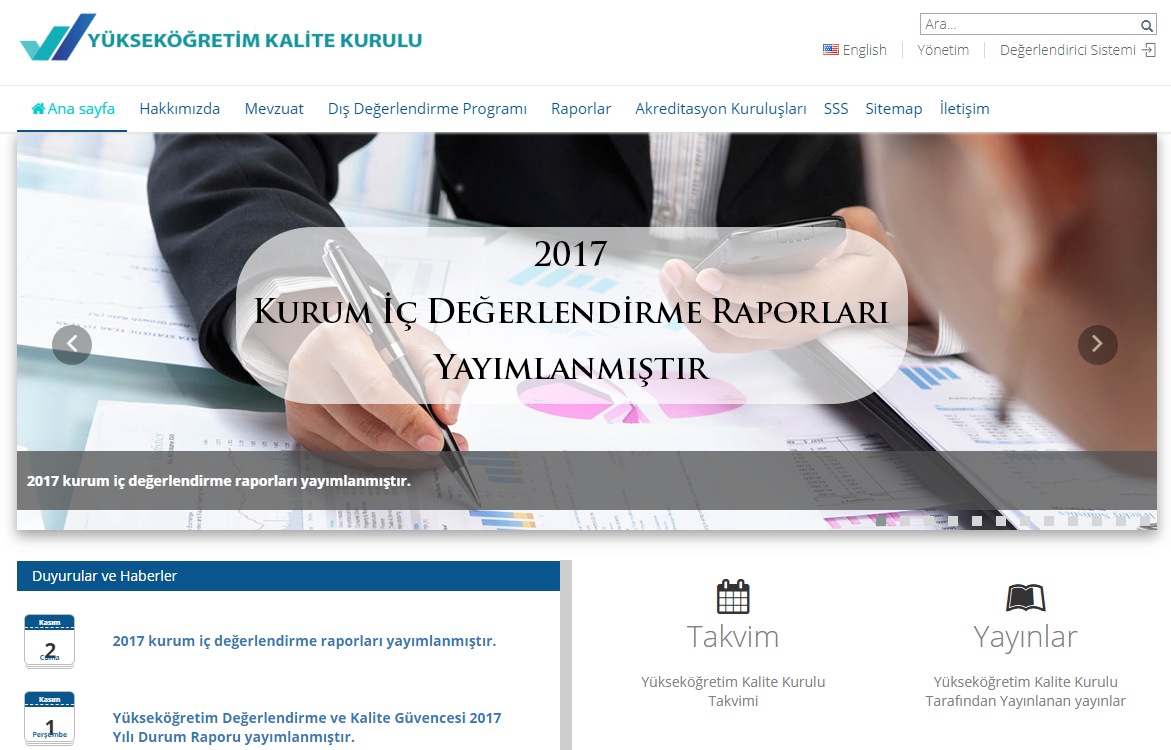 YÜKSEKÖĞRETİM KALİTE KURULU
Ara...
English
Yönetim
Değerlendirici Sistemi
Ana sayfa
Hakkımızda
Mevzuat
Dış Değerlendirme Programı
Raporlar
Akreditasyon Kuruluşları
SSS
Sitemap
İletişim
2017
Kurum İç Değerlendirme Raporları
Yayımlanmıştır
2017 kurum iç değerlendirme raporları yayımlanmıştır.
Duyurular ve Haberler
Kasım
2
Cuma
2017 kurum iç değerlendirme raporları yayımlanmıştır.
Kasım
1
Perşembe
Yükseköğretim Değerlendirme ve Kalite Güvencesi 2017
Yılı Durum Raporu yayımlanmıştır.
Takvim
Yükseköğretim Kalite Kurulu
Takvimi
Yayınlar
Yükseköğretim Kalite Kurulu
Tarafından Yayınlanan yayınlar